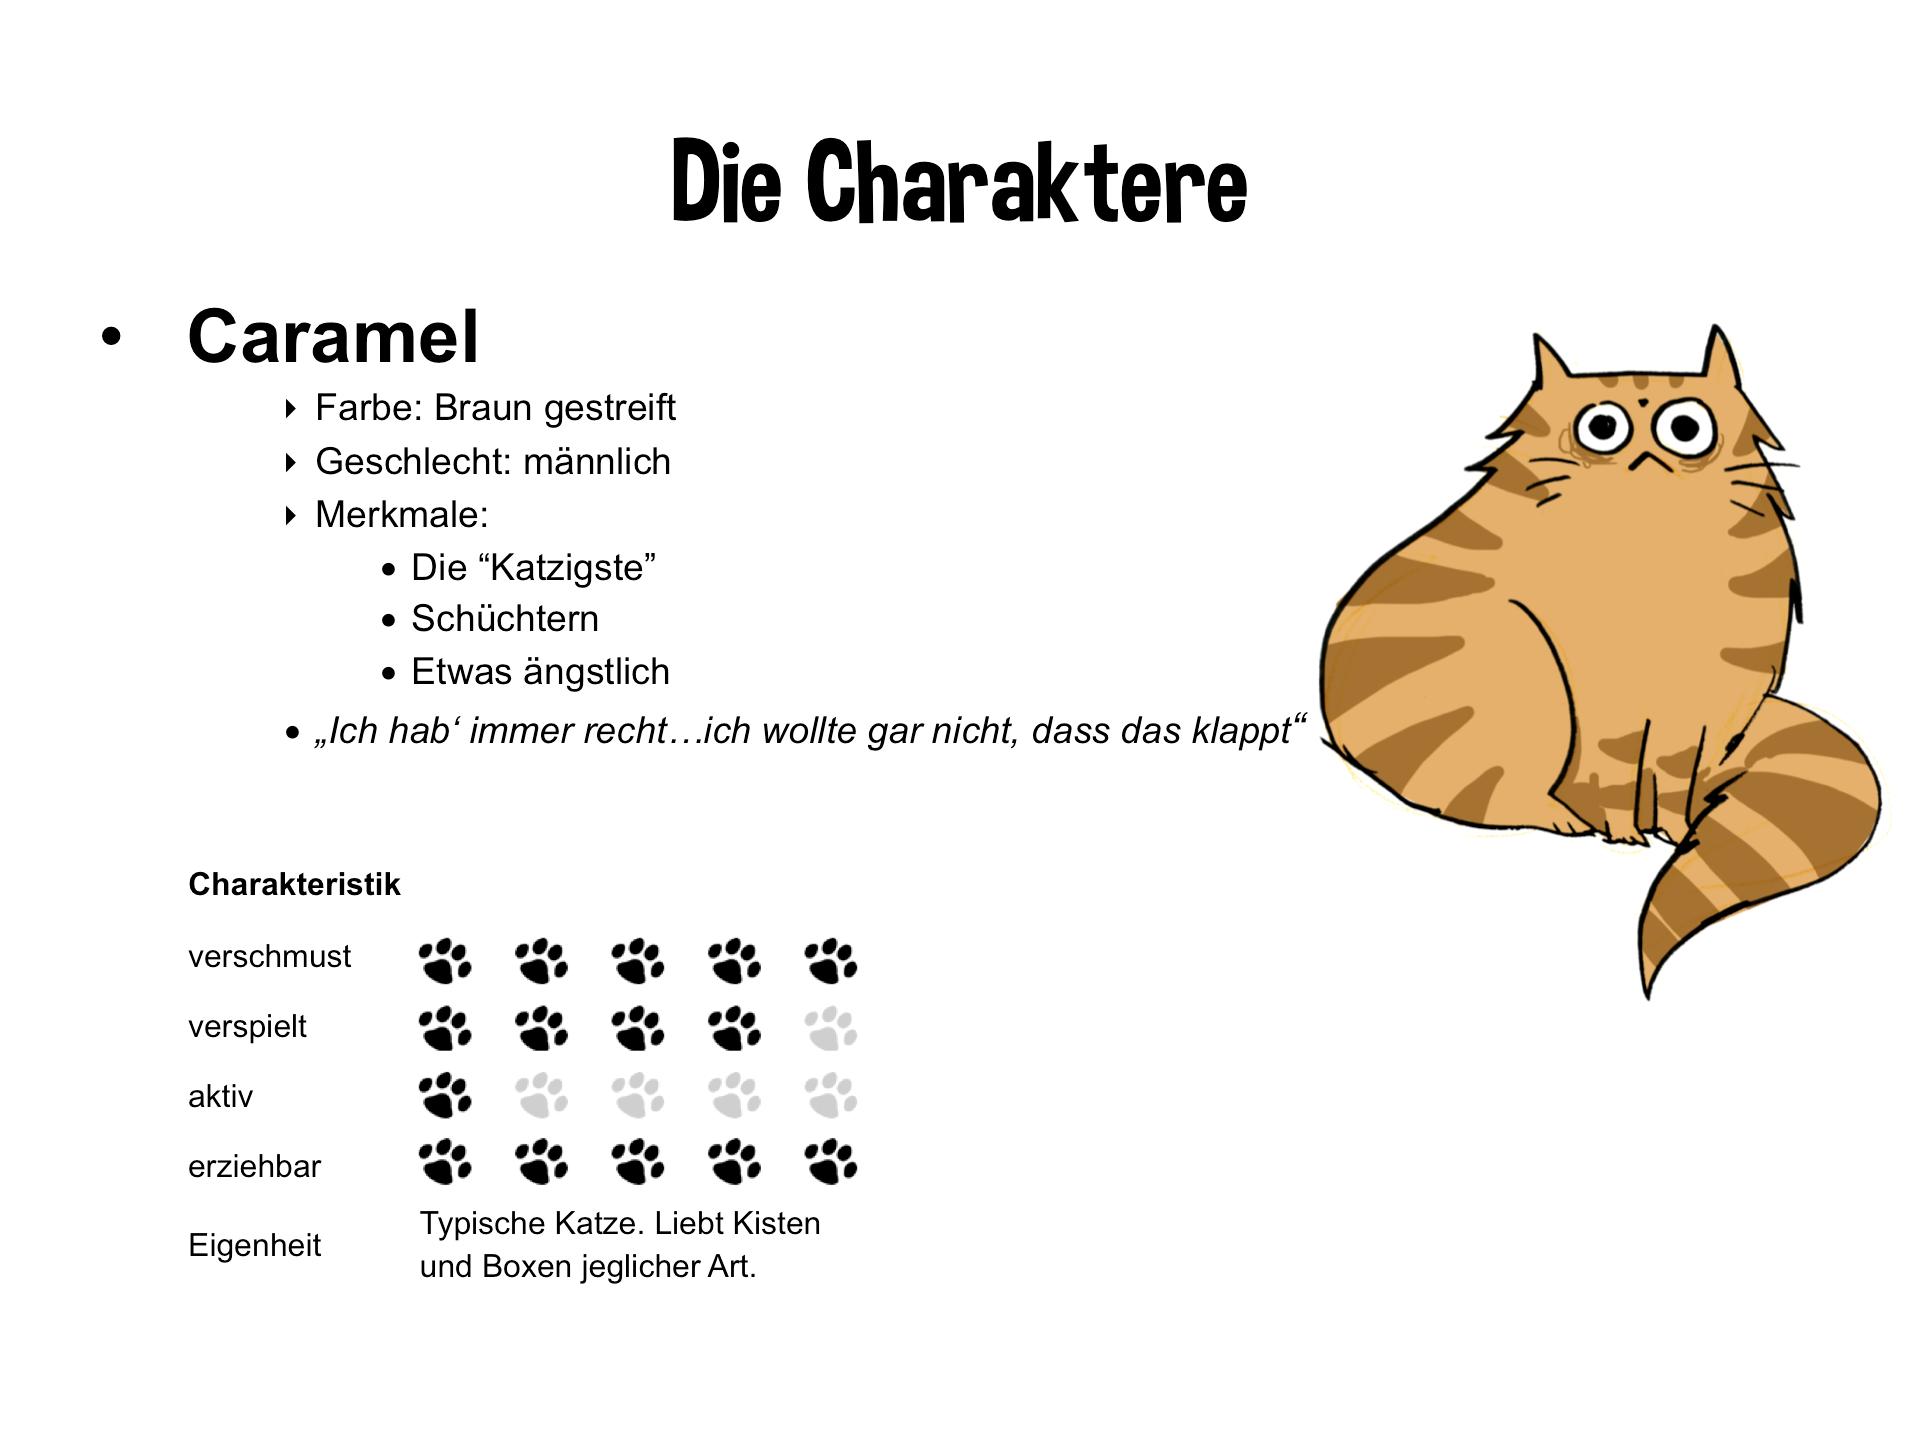 Die Charaktere
• Caramel
‣ Farbe: Braun gestreift
‣ Geschlecht: männlich
‣ Merkmale:
• Die “Katzigste”
• Schüchtern
• Etwas ängstlich
• „Ich hab‘ immer recht…ich wollte gar nicht, dass das klappt“
Charakteristik
verschmust
verspielt
aktiv
erziehbar
Eigenheit
Typische Katze. Liebt Kisten
und Boxen jeglicher Art.